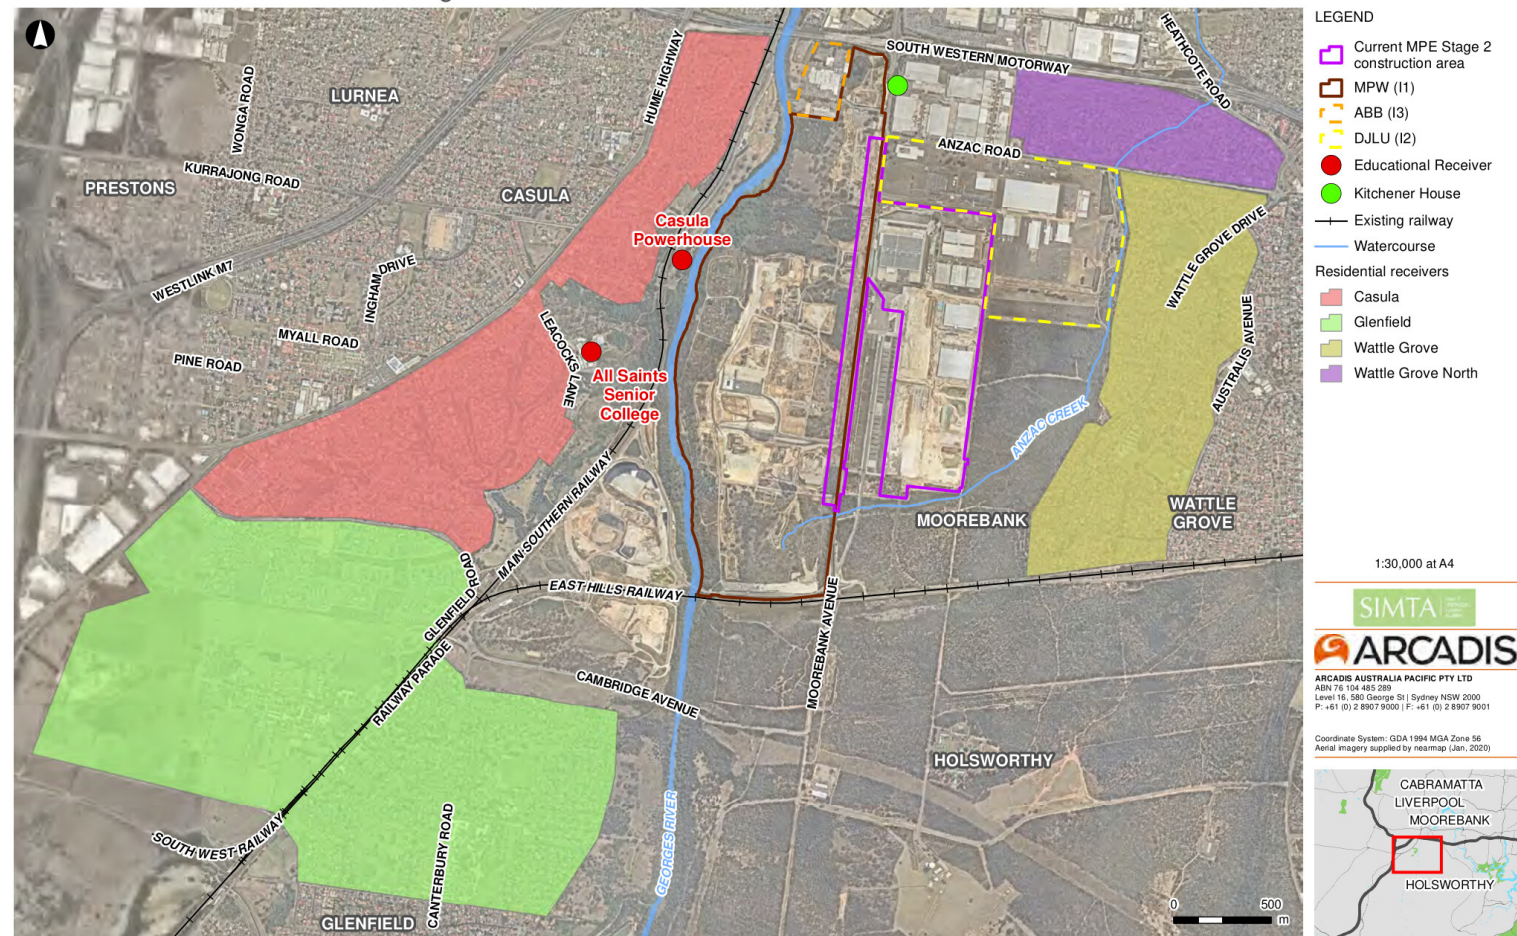 SOUTH WESTERN MOTORWAY
HEATHCOTE ROAD
HUME HIGHWAY
WONGA ROAD
LURNEA
KURRAJONG ROAD
PRESTONS
CASULA
ANZAC ROAD
Casula
Powerhouse
WATTLE GROVE DRIVE
WESTLINK M7
INGHAM DRIVE
MYALL ROAD
PINE ROAD
LEACOCKS LANE
All Saints
Senior
College
AUSTRALIS AVENUE
ANZAC CREEK
MAIN SOUTHERN RAILWAY
MOOREBANK
WATTLE
GROVE
GLENFIELD ROAD
EAST HILLS RAILWAY
MOOREBANK AVENUE
RAILWAY PARADE
CAMBRIDGE AVENUE
HOLSWORTHY
GEORGES RIVER
SOUTH WEST RAILWAY
CANTERBURY ROAD
GLENFIELD
0 500
m
LEGEND
Current MPE Stage 2
construction area
MPW (I1)
ABB (I3)
DJLU (I2)
Educational Receiver
Kitchener House
Existing railway
Watercourse
Residential receivers
Casula
Glenfield
Wattle Grove
Wattle Grove North
1:30,000 at A4
SIMTA
ARCADIS
ARCADIS AUSTRALIA PACIFIC PTY LTD
ABN 76 104 485 289
Level 16, 580 George St | Sydney NSW 2000
P: +61 (0) 2 8907 9000 | F: +61 (0) 2 8907 9001
Coordinate System: GDA 1994 MGA Zone 56
Aerial imagery supplied by nearmap (Jan, 2020)
CABRAMATTA
LIVERPOOL
MOOREBANK
HOLSWORTHY